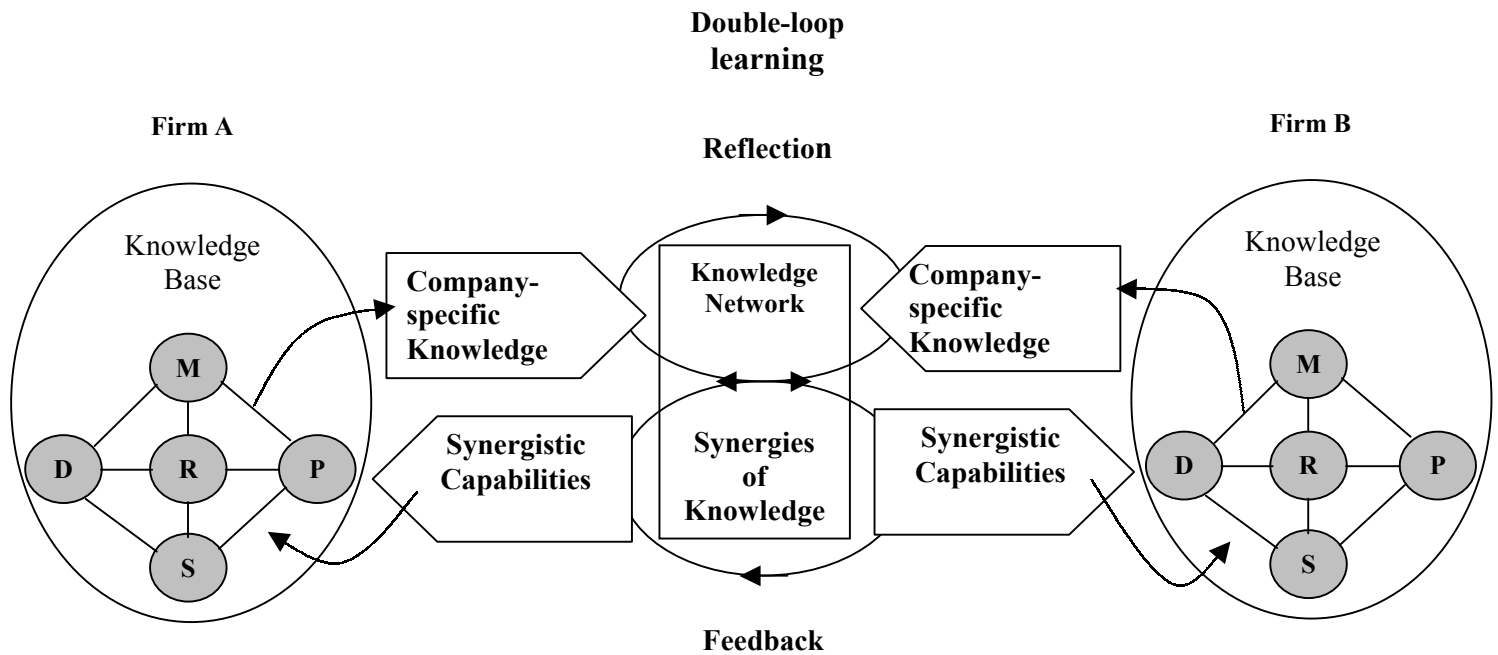 Double-loop
learning
Firm A
Firm B
Reflection
Knowledge
Base
Knowledge
Base
Company-
specific
Knowledge
Knowledge
Network
Company-
specific
Knowledge
M
D
R
P
S
M
D
R
P
S
Synergistic
Capabilities
Synergies
of
Knowledge
Synergistic
Capabilities
Feedback